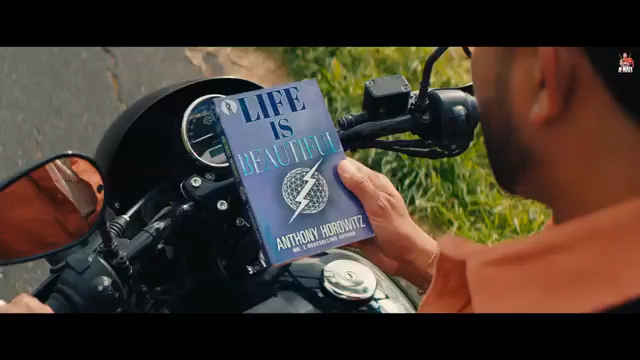 LIFE
IS
BEAUTIFUL
ANTHONY HOROWITZ
NO. 1 BESTSELLING AUTHOR